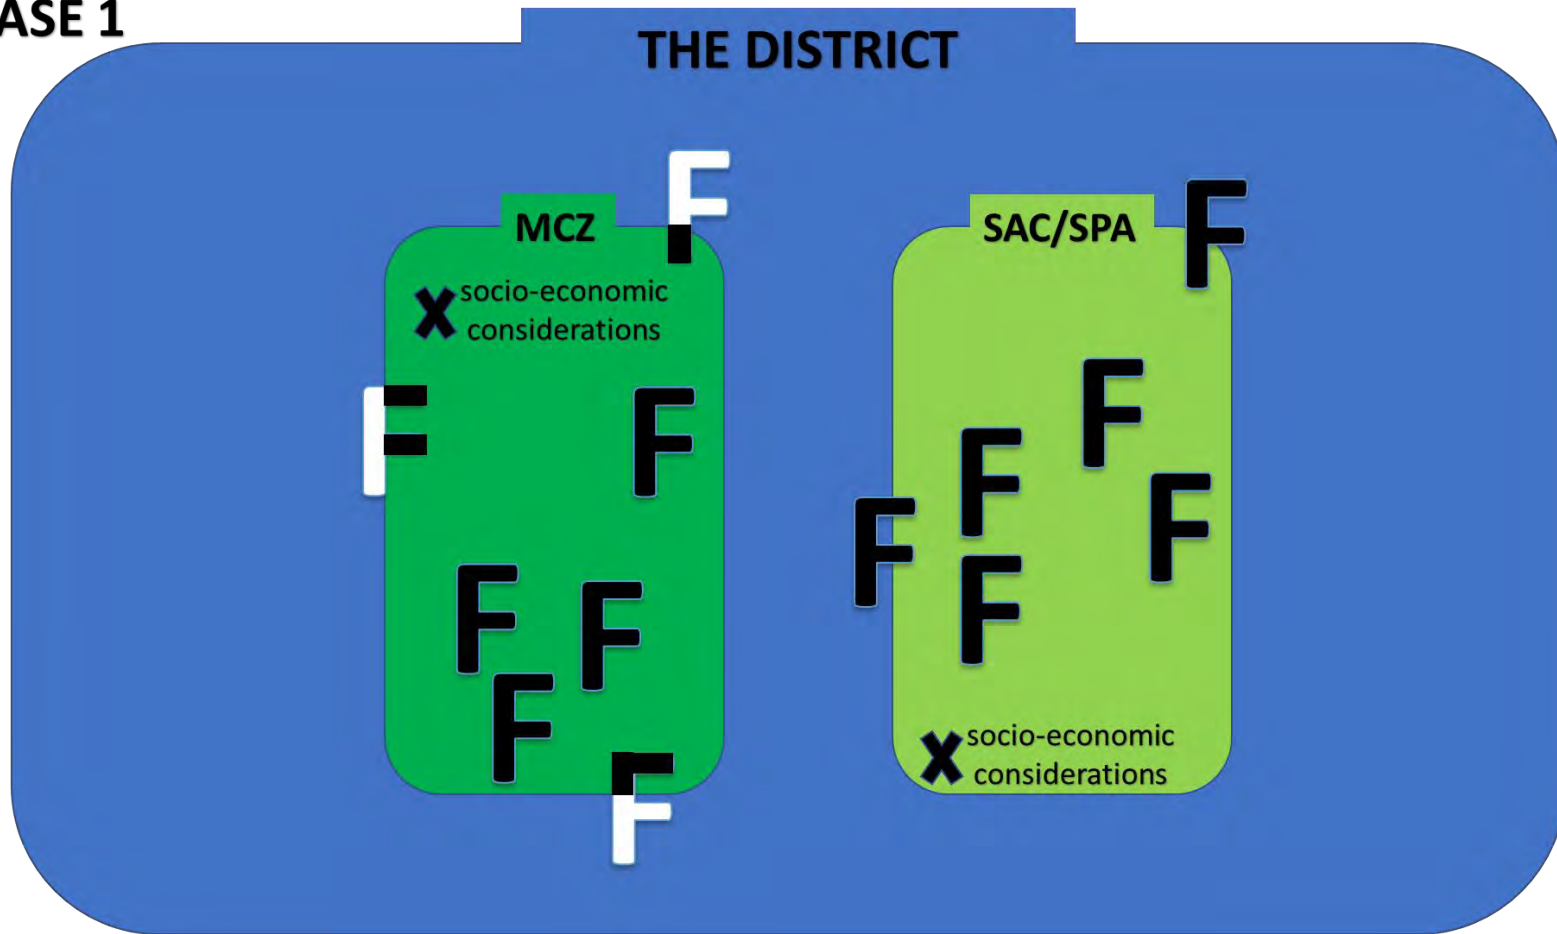 ASE 1
THE DISTRICT
F
F
MCZ
SAC/SPA
X socio-economic
considerations
F
F
F
F
F
F
F
F
F
F
F
F
X socio-economic
considerations
F